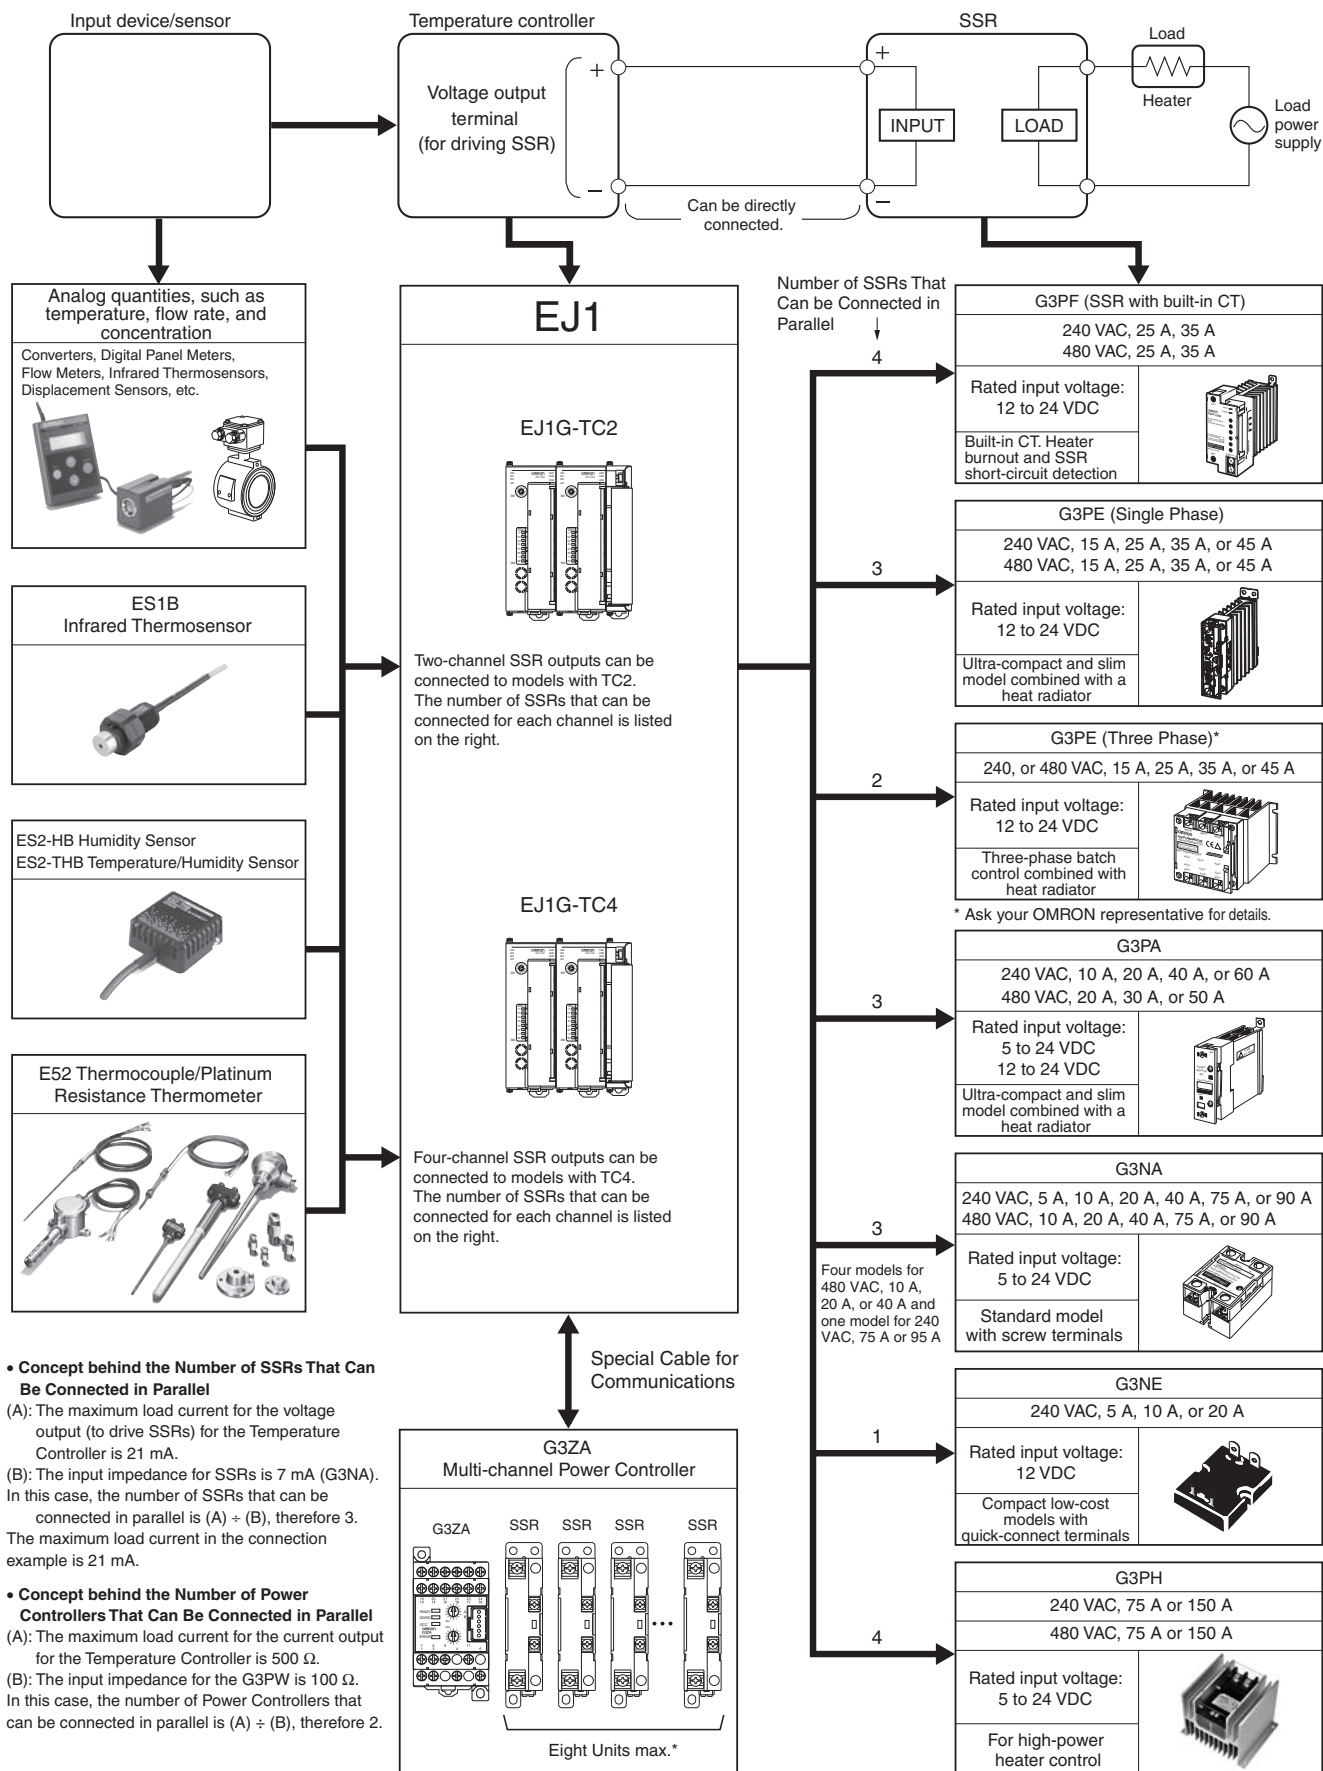 Input device/sensor
Temperature controller
SSR
Voltage output
terminal
(for driving SSR)
+
−
Can be directly
connected.
+
−
INPUT
LOAD
Load
Heater
Load
power
supply
Analog quantities, such as
temperature, flow rate, and
concentration
Converters, Digital Panel Meters,
Flow Meters, Infrared Thermosensors,
Displacement Sensors, etc.
ES1B
Infrared Thermosensor
ES2-HB Humidity Sensor
ES2-THB Temperature/Humidity Sensor
E52 Thermocouple/Platinum
Resistance Thermometer
EJ1
EJ1G-TC2
Two-channel SSR outputs can be
connected to models with TC2.
The number of SSRs that can be
connected for each channel is listed
on the right.
EJ1G-TC4
Four-channel SSR outputs can be
connected to models with TC4.
The number of SSRs that can be
connected for each channel is listed
on the right.
Special Cable for
Communications
G3ZA
Multi-channel Power Controller
G3ZA
SSR
SSR
SSR
SSR
Eight Units max.*
Number of SSRs That
Can be Connected in
Parallel
4
G3PF (SSR with built-in CT)
240 VAC, 25 A, 35 A
480 VAC, 25 A, 35 A
Rated input voltage:
12 to 24 VDC
Built-in CT. Heater
burnout and SSR
short-circuit detection
3
G3PE (Single Phase)
240 VAC, 15 A, 25 A, 35 A, or 45 A
480 VAC, 15 A, 25 A, 35 A, or 45 A
Rated input voltage:
12 to 24 VDC
Ultra-compact and slim
model combined with a
heat radiator
2
G3PE (Three Phase)*
240, or 480 VAC, 15 A, 25 A, 35 A, or 45 A
Rated input voltage:
12 to 24 VDC
Three-phase batch
control combined with
heat radiator
* Ask your OMRON representative for details.
3
G3PA
240 VAC, 10 A, 20 A, 40 A, or 60 A
480 VAC, 20 A, 30 A, or 50 A
Rated input voltage:
5 to 24 VDC
12 to 24 VDC
Ultra-compact and slim
model combined with a
heat radiator
3
Four models for
480 VAC, 10 A,
20 A, or 40 A and
one model for 240
VAC, 75 A or 95 A
G3NA
240 VAC, 5 A, 10 A, 20 A, 40 A, 75 A, or 90 A
480 VAC, 10 A, 20 A, 40 A, 75 A, or 90 A
Rated input voltage:
5 to 24 VDC
Standard model
with screw terminals
1
G3NE
240 VAC, 5 A, 10 A, or 20 A
Rated input voltage:
12 VDC
Compact low-cost
models with
quick-connect terminals
4
G3PH
240 VAC, 75 A or 150 A
480 VAC, 75 A or 150 A
Rated input voltage:
5 to 24 VDC
For high-power
heater control
• Concept behind the Number of SSRs That Can
Be Connected in Parallel
(A): The maximum load current for the voltage
output (to drive SSRs) for the Temperature
Controller is 21 mA.
(B): The input impedance for SSRs is 7 mA (G3NA).
In this case, the number of SSRs that can be
connected in parallel is (A) ÷ (B), therefore 3.
The maximum load current in the connection
example is 21 mA.
• Concept behind the Number of Power
Controllers That Can Be Connected in Parallel
(A): The maximum load current for the current output
for the Temperature Controller is 500 Ω.
(B): The input impedance for the G3PW is 100 Ω.
In this case, the number of Power Controllers that
can be connected in parallel is (A) ÷ (B), therefore 2.